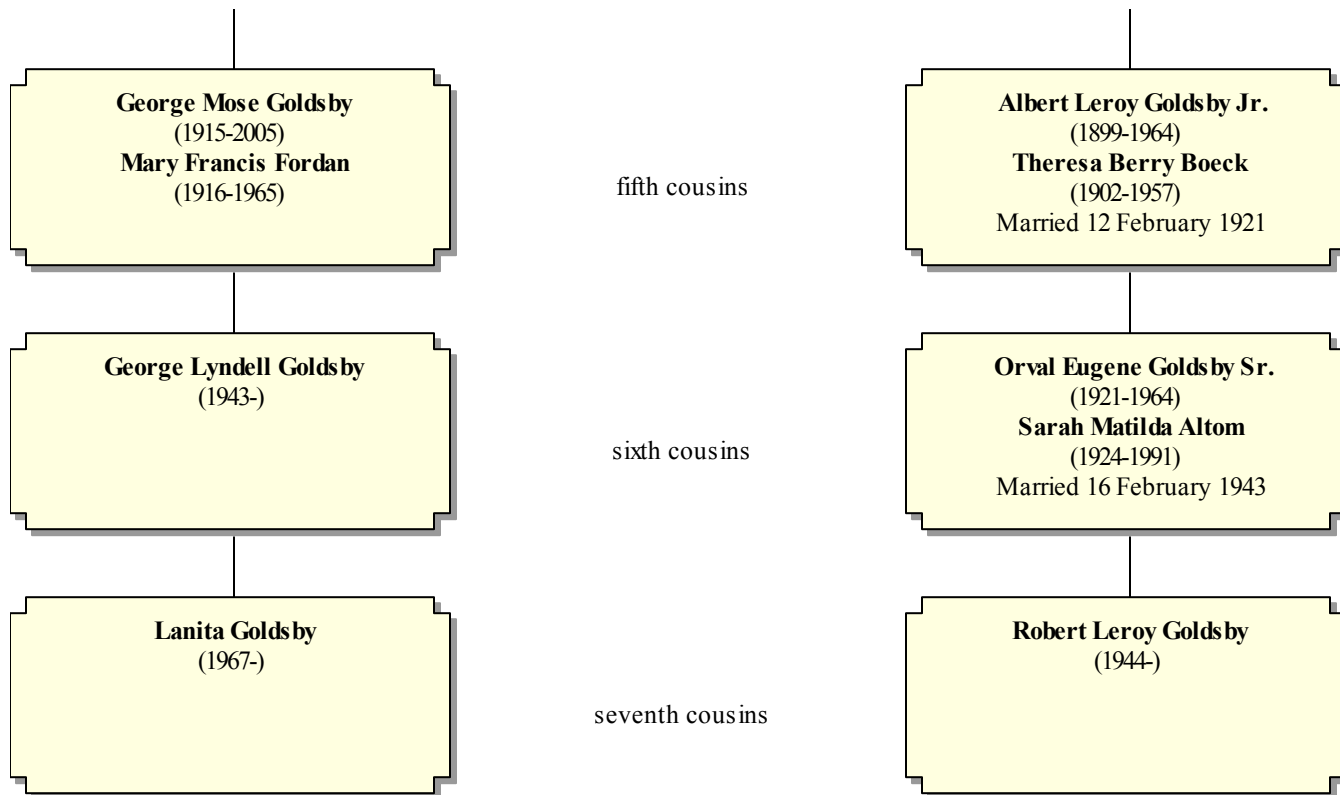 George Mose Goldsby
(1915-2005)
Mary Francis Fordan
(1916-1965)
fifth cousins
Albert Leroy Goldsby Jr.
(1899-1964)
Theresa Berry Boeck
(1902-1957)
Married 12 February 1921
George Lyndell Goldsby
(1943-)
sixth cousins
Orval Eugene Goldsby Sr.
(1921-1964)
Sarah Matilda Altom
(1924-1991)
Married 16 February 1943
Lanita Goldsby
(1967-)
seventh cousins
Robert Leroy Goldsby
(1944-)